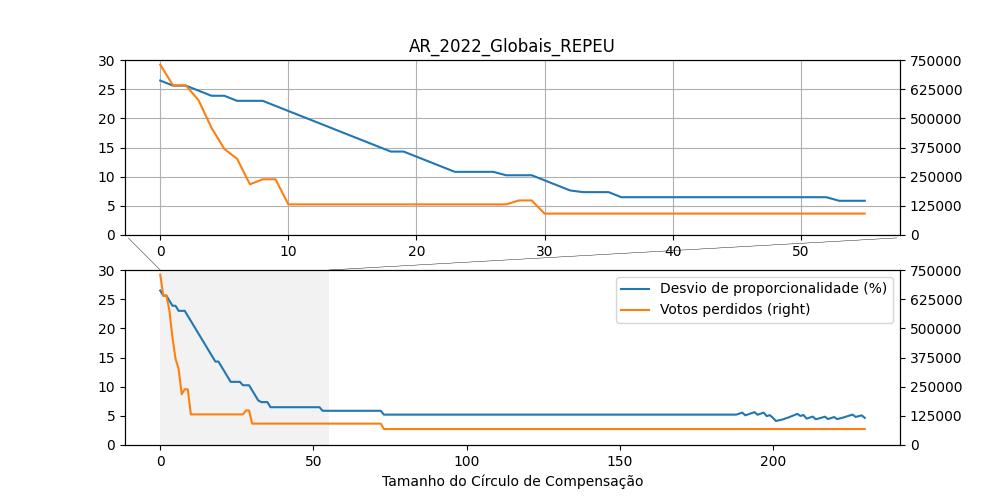 AR_2022_Globais_REPEU
30 750000
25 625000
20 500000
15 375000
10 250000
5 125000
0 0
0 10 20 30 40 50
30 750000
25 625000
20 500000
15 375000
10 250000
5 125000
0 0
Desvio de proporcionalidade (%)
Votos perdidos (right)
0 50 100 150 200
Tamanho do Círculo de Compensação